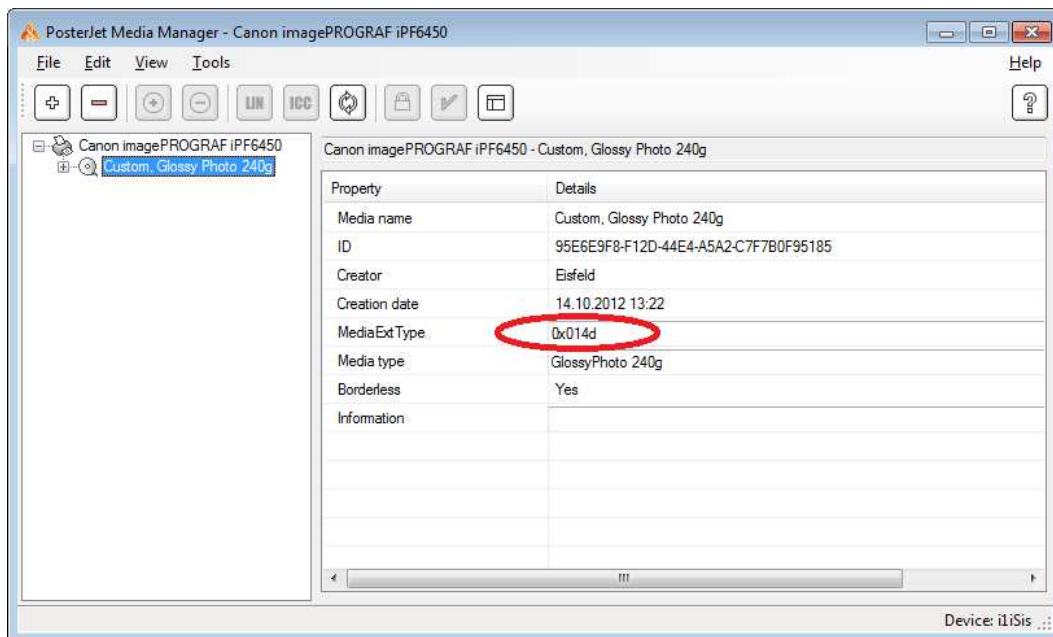 PosterJet Media Manager - Canon imagePROGRAF iPF6450
File Edit View Tools Help
LIN ICC
Canon imagePROGRAF iPF6450
Custom, Glossy Photo 240g
Canon imagePROGRAF iPF6450 - Custom, Glossy Photo 240g
Property Details
Media name Custom, Glossy Photo 240g
ID 95E6E9F8-F12D-44E4-A5A2-C7F7B0F95185
Creator Eisfeld
Creation date 14.10.2012 13:22
MediaExtType 0x014d
Media type GlossyPhoto 240g
Borderless Yes
Information
Device: i1iSis